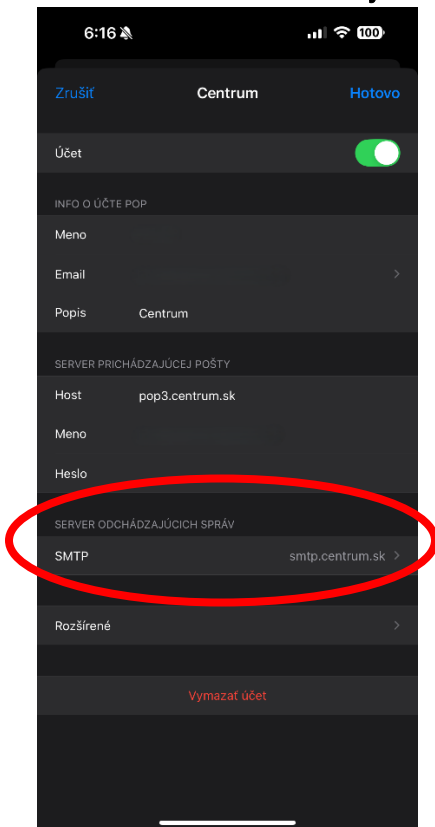 6:16
100
Zrušiť Centrum Hotovo
Účet
INFO O ÚČTE POP
Meno
Email
Popis Centrum
SERVER PRICHÁDZAJÚCEJ POŠTY
Host pop3.centrum.sk
Meno
Heslo
SERVER ODCHÁDZAJÚCICH SPRÁV
SMTP smtp.centrum.sk
Rozšírené
Vymazať účet